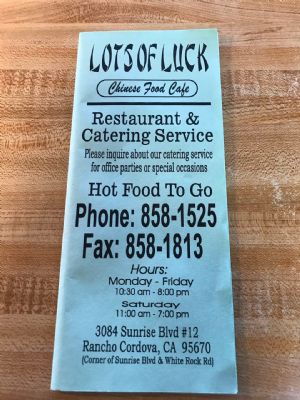 LOTS OF LUCK
Chinese Food Cafe
Restaurant &
Catering Service
Please inquire about our catering service
for office parties or special occasions
Hot Food To Go
Phone: 858-1525
Fax: 858-1813
Hours:
Monday - Friday
10:30 am - 8:00 pm
Saturday
11:00 am - 7:00 pm
3084 Sunrise Blvd #12
Rancho Cordova, CA 95670
(Corner of Sunrise Blvd & White Rock Rd)